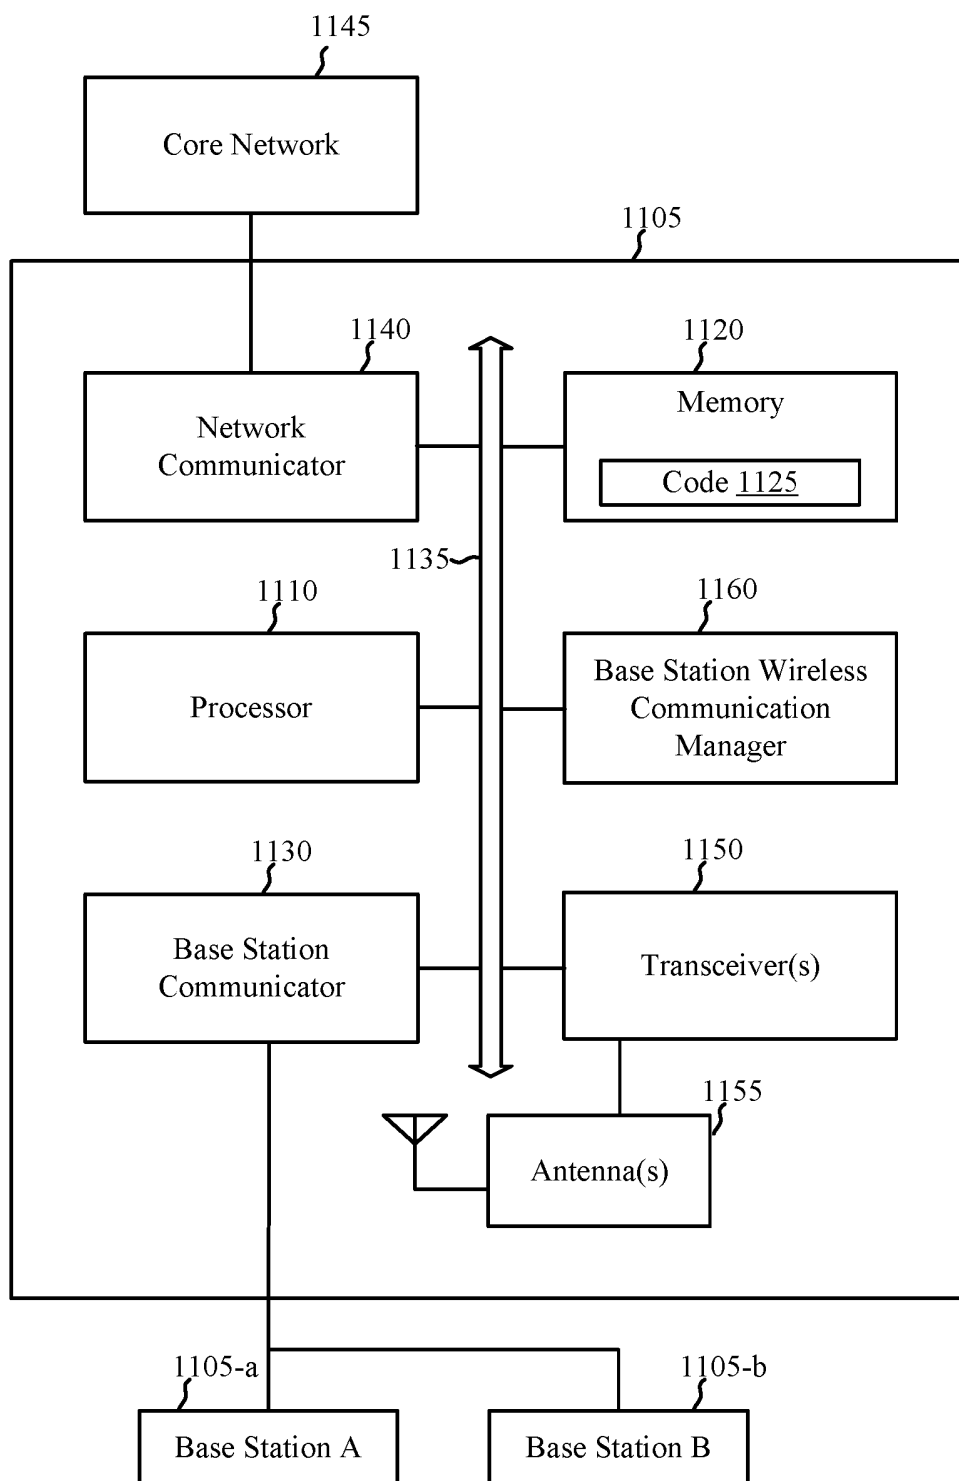 1145
Core Network
1105
1140
1120
Network
Communicator
Memory
Code 1125
1135
1110
1160
Processor
Base Station Wireless
Communication
Manager
1130
1150
Base Station
Communicator
Transceiver(s)
1155
Antenna(s)
1105-a
1105-b
Base Station A
Base Station B